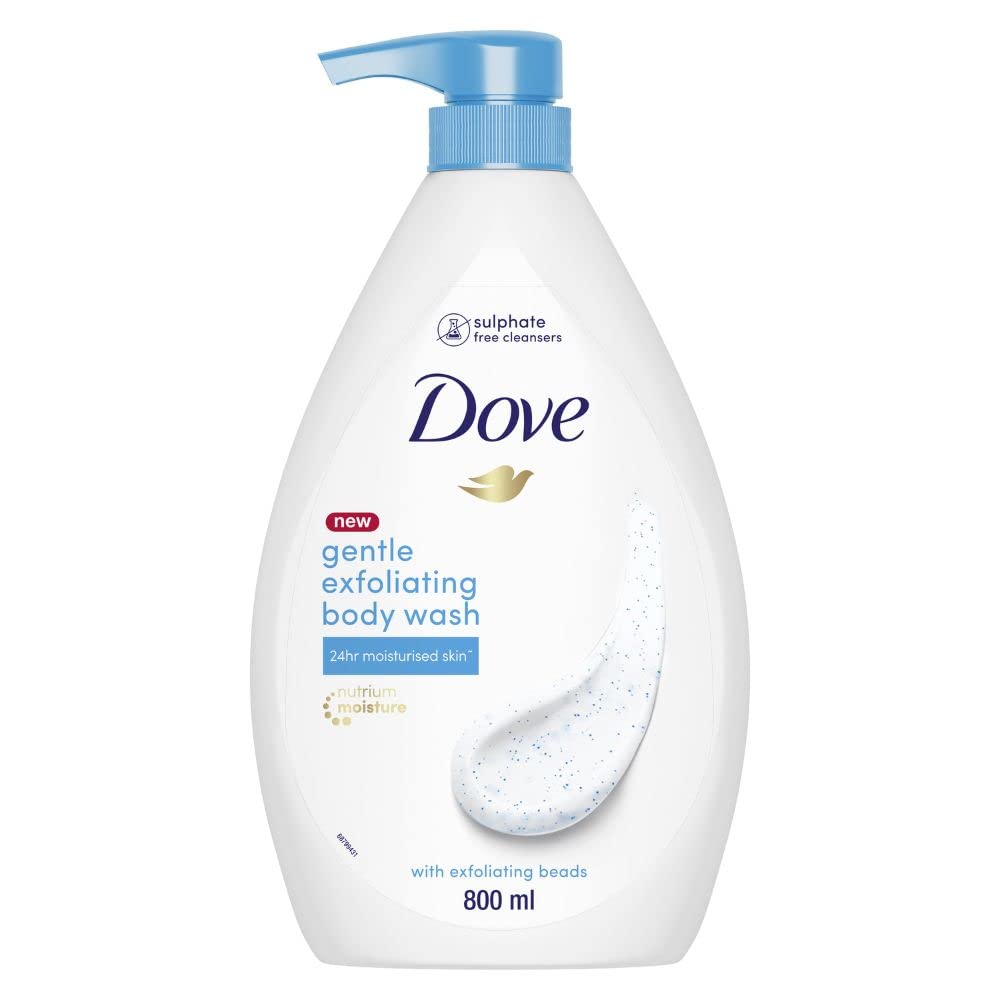 sulphate
free cleansers
Dove
new
gentle
exfoliating
body wash
24hr moisturised skin~
nutrium
moisture
with exfoliating beads
800 ml